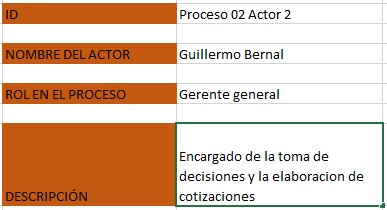 ID Proceso 02 Actor 2
NOMBRE DEL ACTOR Guillermo Bernal
ROL EN EL PROCESO Gerente general
Encargado de la toma de
decisiones y la elaboracion de
DESCRIPCIÓN cotizaciones